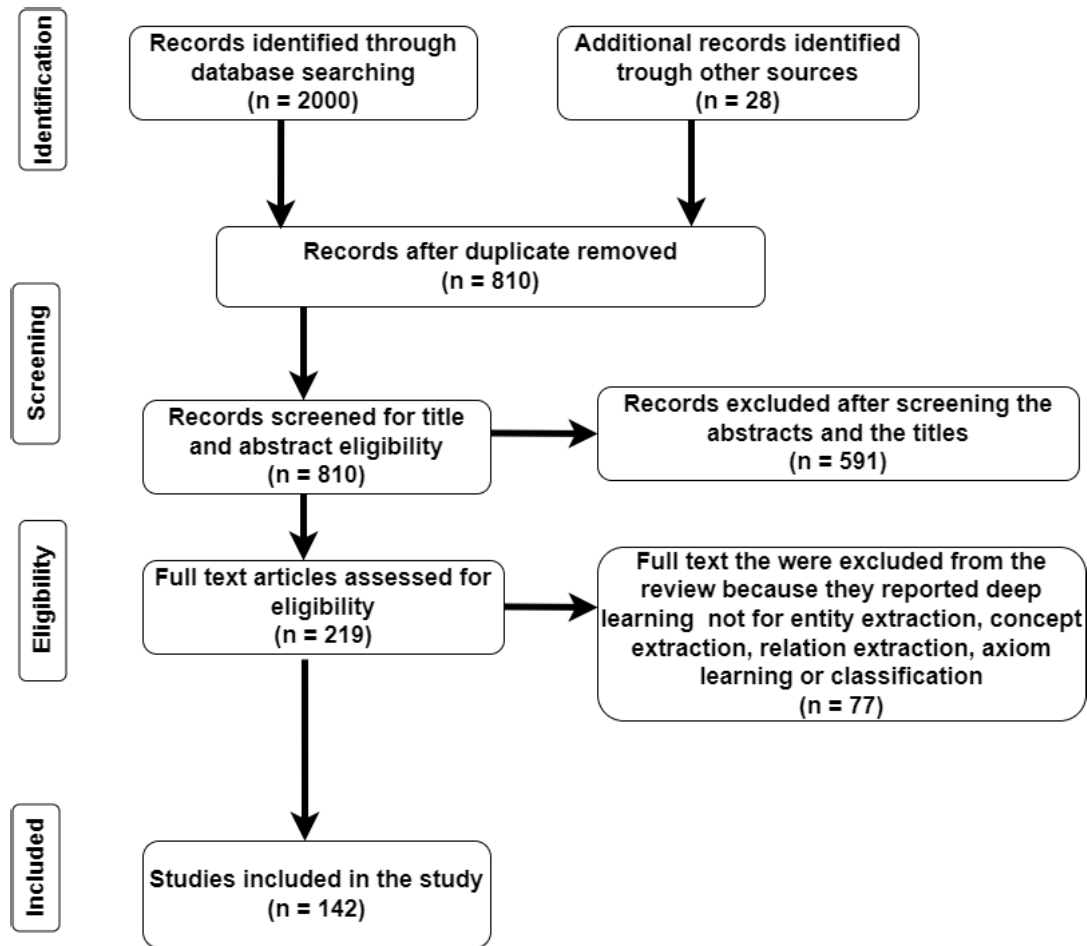 Identification
Records identified through
database searching
(n = 2000)
Additional records identified
trough other sources
(n = 28)
Records after duplicate removed
(n = 810)
Screening
Records screened for title
and abstract eligibility
(n = 810)
Records excluded after screening the
abstracts and the titles
(n = 591)
Eligibility
Full text articles assessed for
eligibility
(n = 219)
Full text the were excluded from the
review because they reported deep
learning not for entity extraction, concept
extraction, relation extraction, axiom
learning or classification
(n = 77)
Included
Studies included in the study
(n = 142)